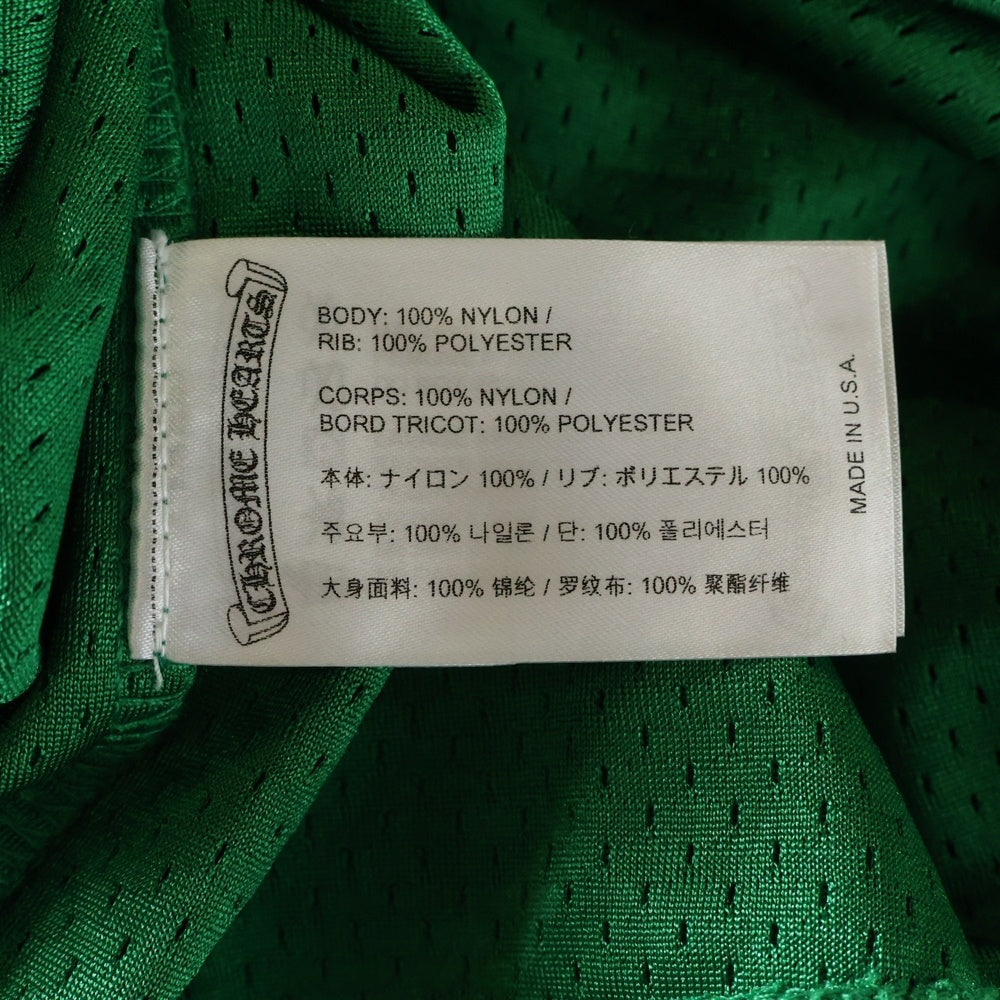 CHROME HEARTS
BODY: 100% NYLON /
RIB: 100% POLYESTER
CORPS: 100% NYLON /
BORD TRICOT: 100% POLYESTER
本体: ナイロン 100% / リブ: ポリエステル 100%
주요부: 100% 나일론 / 단: 100% 폴리에스터
大身面料: 100% 锦纶 / 罗纹布: 100% 聚酯纤维
MADE IN U.S.A.